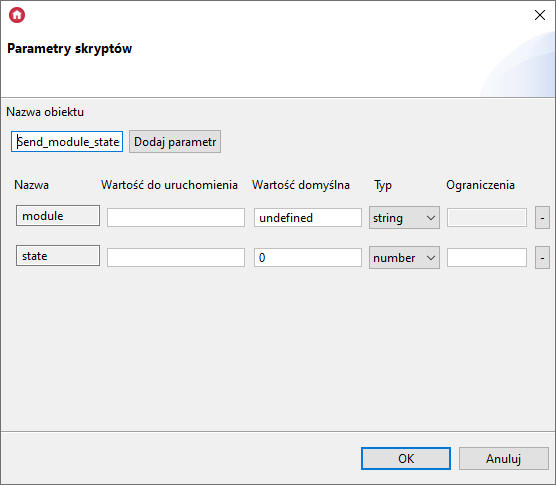 Parametry skryptów
Nazwa obiektu
Send_module_state Dodaj parametr
Nazwa Wartość do uruchomienia Wartość domyślna Typ Ograniczenia
module undefined string -
state 0 number -
OK Anuluj